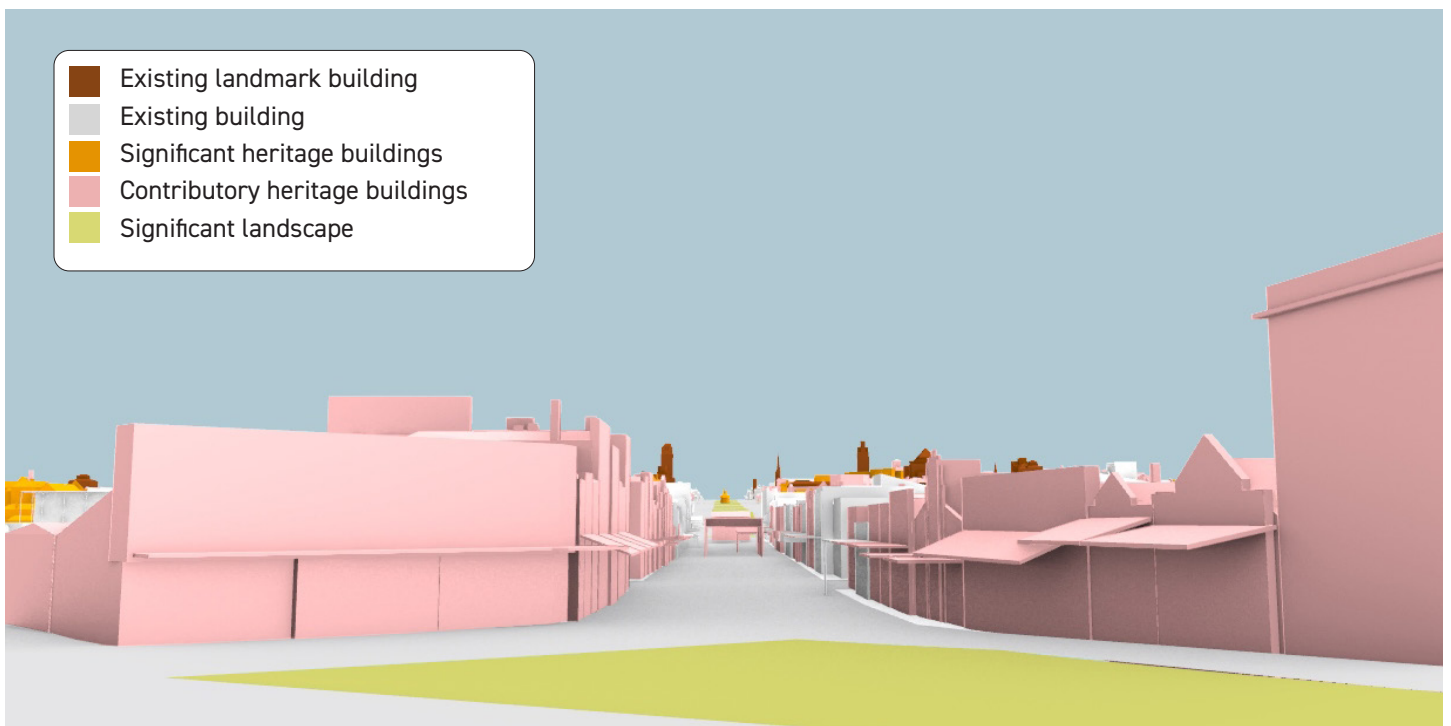 Existing landmark building
Existing building
Significant heritage buildings
Contributory heritage buildings
Significant landscape